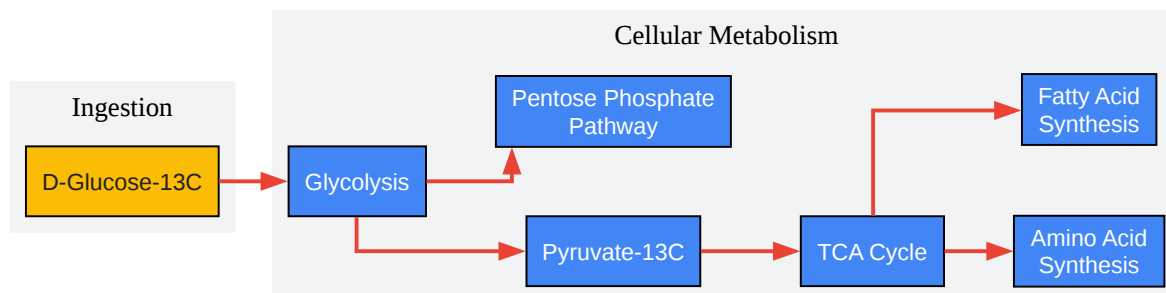 Cellular Metabolism
Ingestion
D-Glucose-13C
Glycolysis
Pentose Phosphate
Pathway
Pyruvate-13C
TCA Cycle
Fatty Acid
Synthesis
Amino Acid
Synthesis